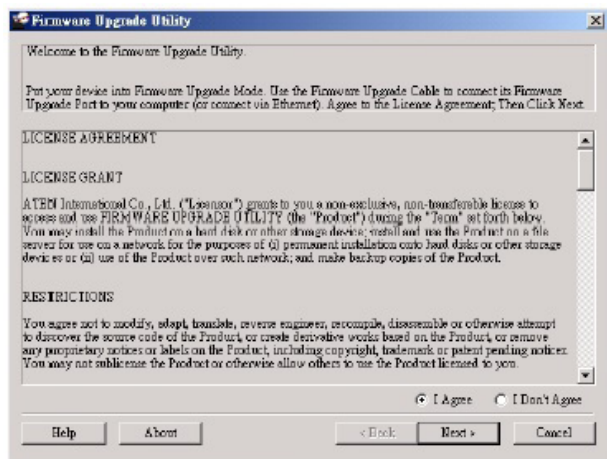 Firmware Upgrade Utility
Welcome to the Firmware Upgrade Utility.
Put your device into Firmware Upgrade Mode. Use the Firmware Upgrade Cable to connect its Firmware
Upgrade Port to your computer (or connect via Ethernet). Agree to the License Agreement; Then Click Next
LICENSE AGREEMENT
LICENSE GRANT
ATEN International Co., Ltd. ("Licensor") grants to you a non-exclusive, non-transferable license to
access and use FIRMWARE UPGRADE UTILITY (the "Product") during the "Term" set forth below.
You may install the Product on a hard disk or other storage device; install and use the Product on a file
server for use on a network for the purposes of (i) permanent installation onto hard disks or other storage
devices or (ii) use of the Product over such network; and make backup copies of the Product.
RESTRICTIONS
You agree not to modify, adapt, translate, reverse engineer, recompile, disassemble or otherwise attempt
to discover the source code of the Product, or create derivative works based on the Product, or remove
any proprietary notices or labels on the Product, including copyright, trademark or patent pending notices.
You may not sublicense the Product or otherwise allow others to use the Product licensed to you.
I Agree I Don't Agree
Help About < Back Next > Cancel